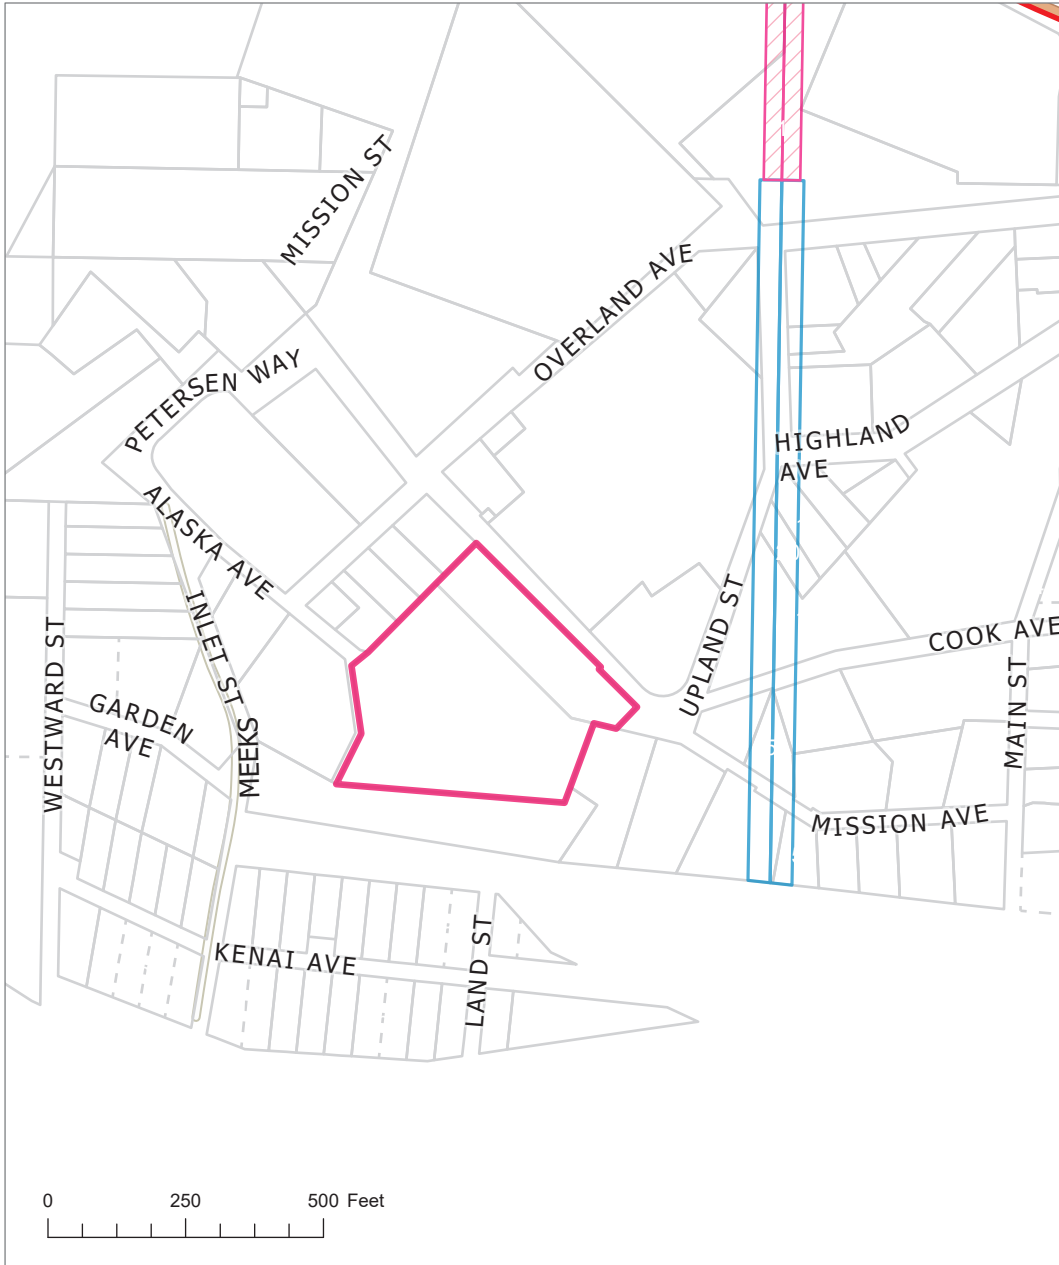 MISSION ST
OVERLAND AVE
PETERSEN WAY
HIGHLAND
AVE
ALASKA AVE
INLET ST
UPLAND ST
COOK AVE
WESTWARD ST
GARDEN
AVE
MEEKS
MAIN ST
MISSION AVE
KENAI AVE
LAND ST
0 250 500 Feet